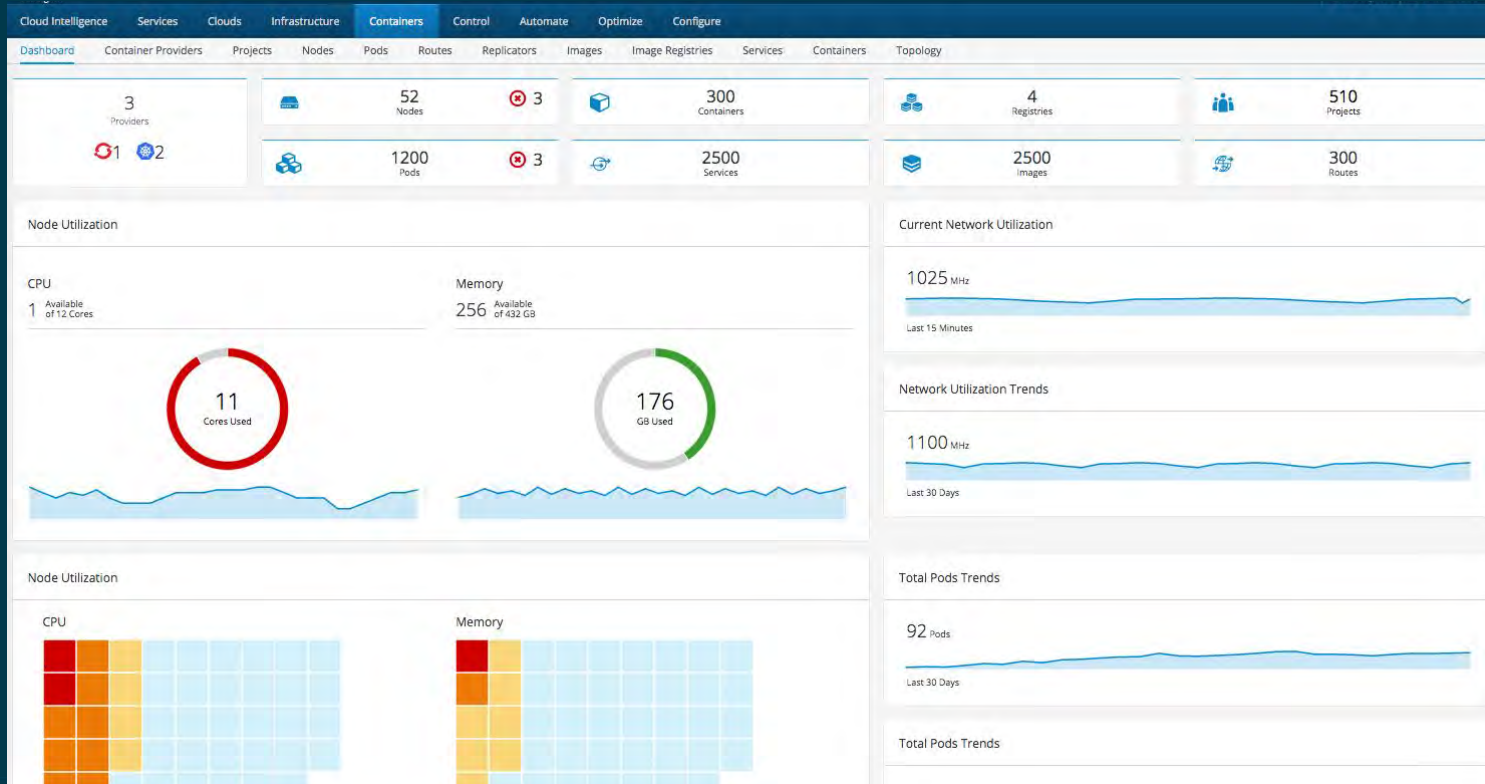 Cloud Intelligence Services Clouds Infrastructure Containers Control Automate Optimize Configure
Dashboard Container Providers Projects Nodes Pods Routes Replicators Images Image Registries Services Containers Topology
3
Providers
1 2
52
Nodes
3
300
Containers
4
Registries
510
Projects
1200
Pods
3
2500
Services
2500
Images
300
Routes
Node Utilization
CPU
1 Available
of 12 Cores
11
Cores Used
Memory
256 Available
of 432 GB
176
GB Used
Current Network Utilization
1025 MHz
Last 15 Minutes
Network Utilization Trends
1100 MHz
Last 30 Days
Node Utilization
CPU
Memory
Total Pods Trends
92 Pods
Last 30 Days
Total Pods Trends